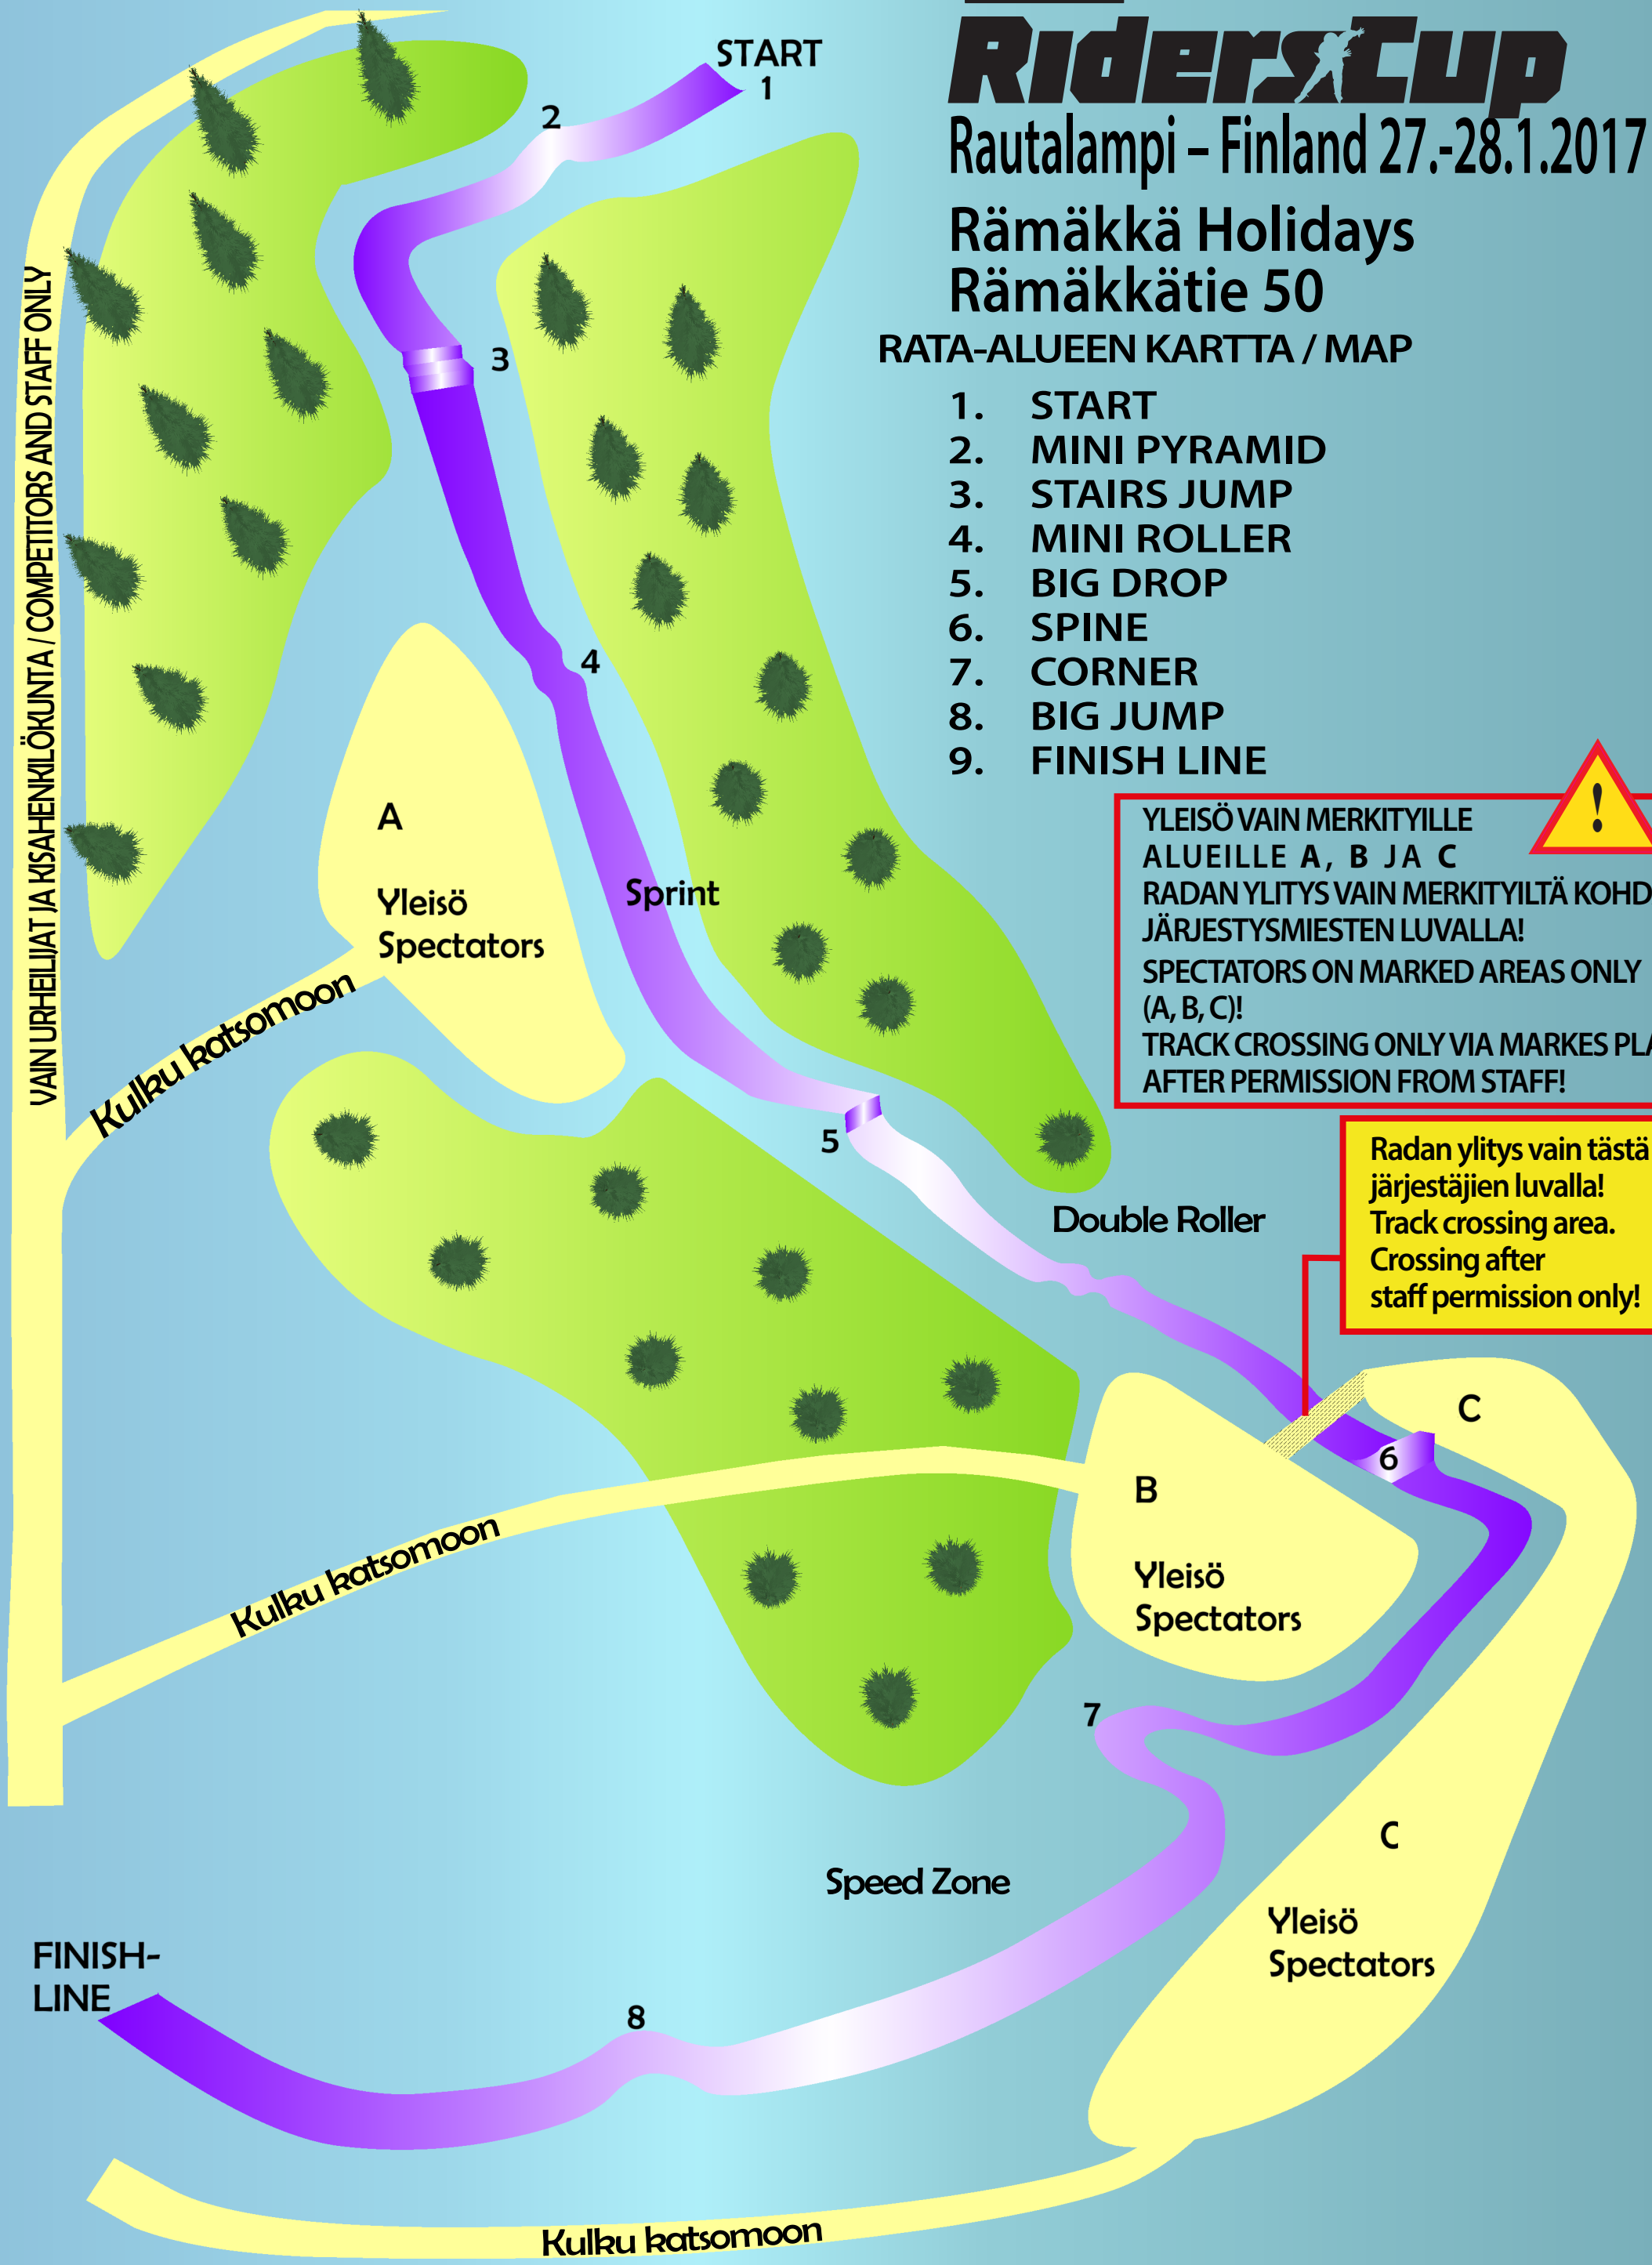 RidersCup
Rautalampi – Finland 27.-28.1.2017
Rämäkkä Holidays
Rämäkkätie 50
RATA-ALUEEN KARTTA / MAP
1. START
2. MINI PYRAMID
3. STAIRS JUMP
4. MINI ROLLER
5. BIG DROP
6. SPINE
7. CORNER
8. BIG JUMP
9. FINISH LINE
!
YLEISÖ VAIN MERKITYILLE
ALUEILLE A, B JA C
RADAN YLITYS VAIN MERKITYILTÄ KOHD
JÄRJESTYSMIESTEN LUVALLA!
SPECTATORS ON MARKED AREAS ONLY
(A, B, C)!
TRACK CROSSING ONLY VIA MARKES PLA
AFTER PERMISSION FROM STAFF!
Radan ylitys vain tästä
järjestäjien luvalla!
Track crossing area.
Crossing after
staff permission only!
START
1
2
3
4
VAIN URHEILIJAT JA KISAHENKILÖKUNTA / COMPETITORS AND STAFF ONLY
A
Yleisö
Spectators
Sprint
Kulku katsomoon
5
Double Roller
C
6
B
Yleisö
Spectators
Kulku katsomoon
7
C
Yleisö
Spectators
Speed Zone
FINISH-
LINE
8
Kulku katsomoon